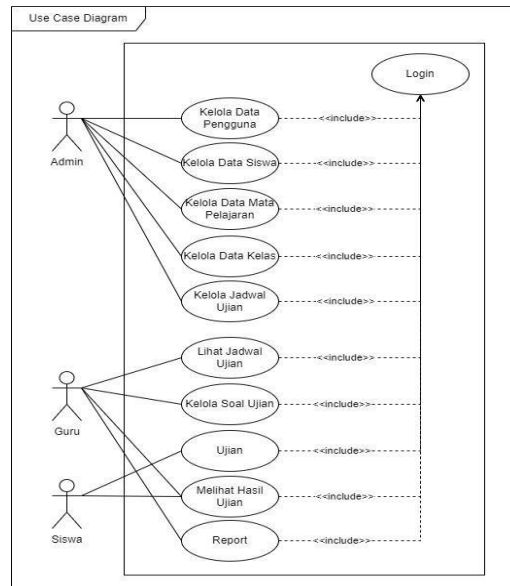 Use Case Diagram
Login
Kelola Data
Pengguna
<<include>>
Admin
Kelola Data Siswa
<<include>>
Kelola Data Mata
Pelajaran
<<include>>
Kelola Data Kelas
<<include>>
Kelola Jadwal
Ujian
<<include>>
Lihat Jadwal
Ujian
<<include>>
Guru
Kelola Soal Ujian
<<include>>
Ujian
<<include>>
Melihat Hasil
Ujian
<<include>>
Siswa
Report
<<include>>